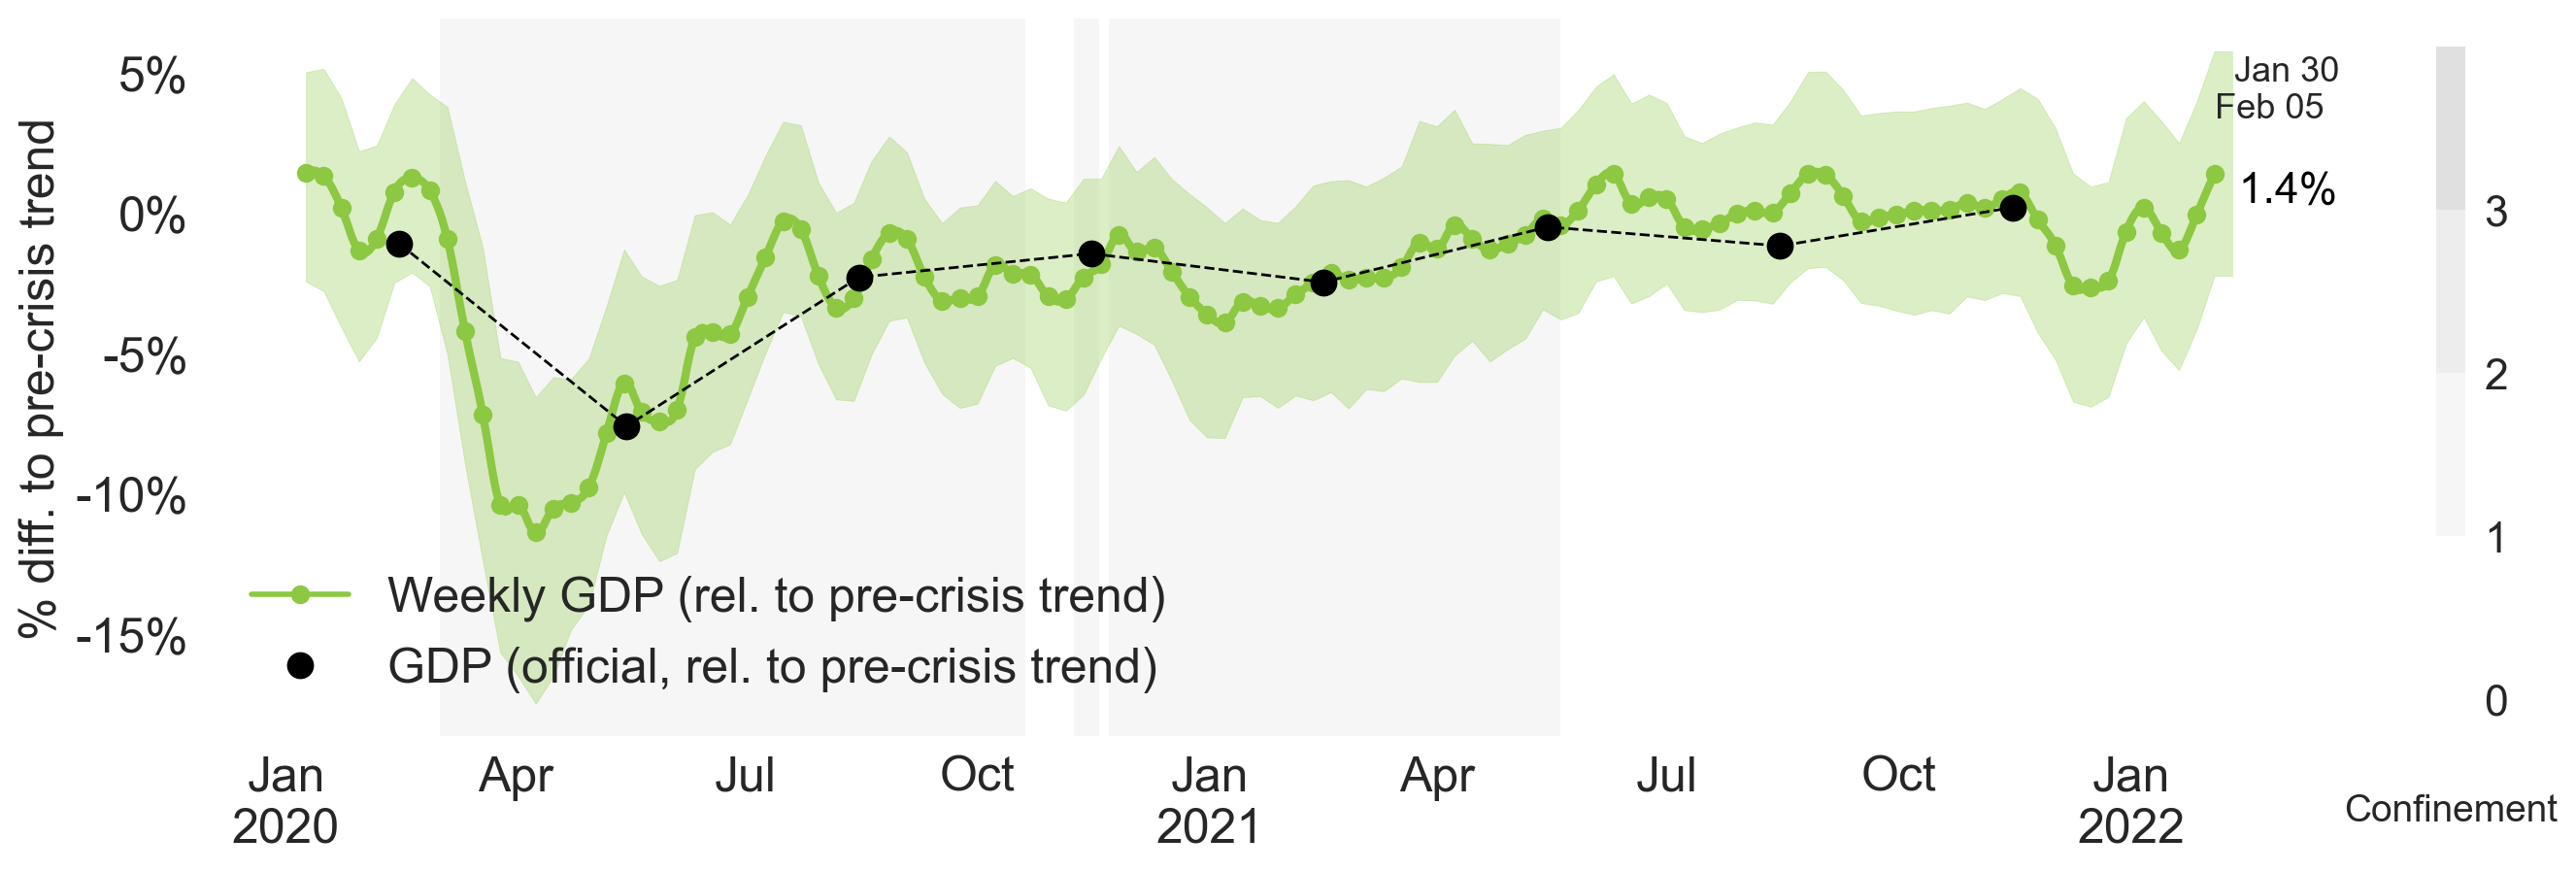 % diff. to pre-crisis trend
5%
0%
-5%
-10%
-15%
Jan 30
Feb 05
1.4%
Weekly GDP (rel. to pre-crisis trend)
GDP (official, rel. to pre-crisis trend)
Jan
2020
Apr
Jul
Oct
Jan
2021
Apr
Jul
Oct
Jan
2022
3
2
1
0
Confinement